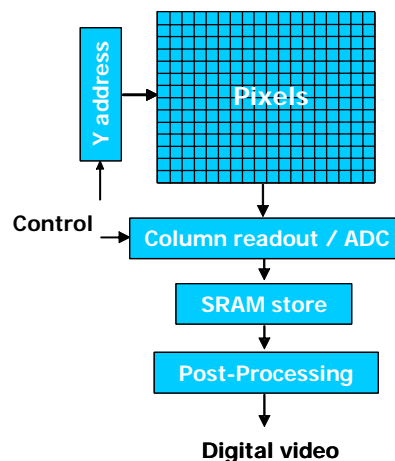 Y address
Pixels
Control
Column readout / ADC
SRAM store
Post-Processing
Digital video